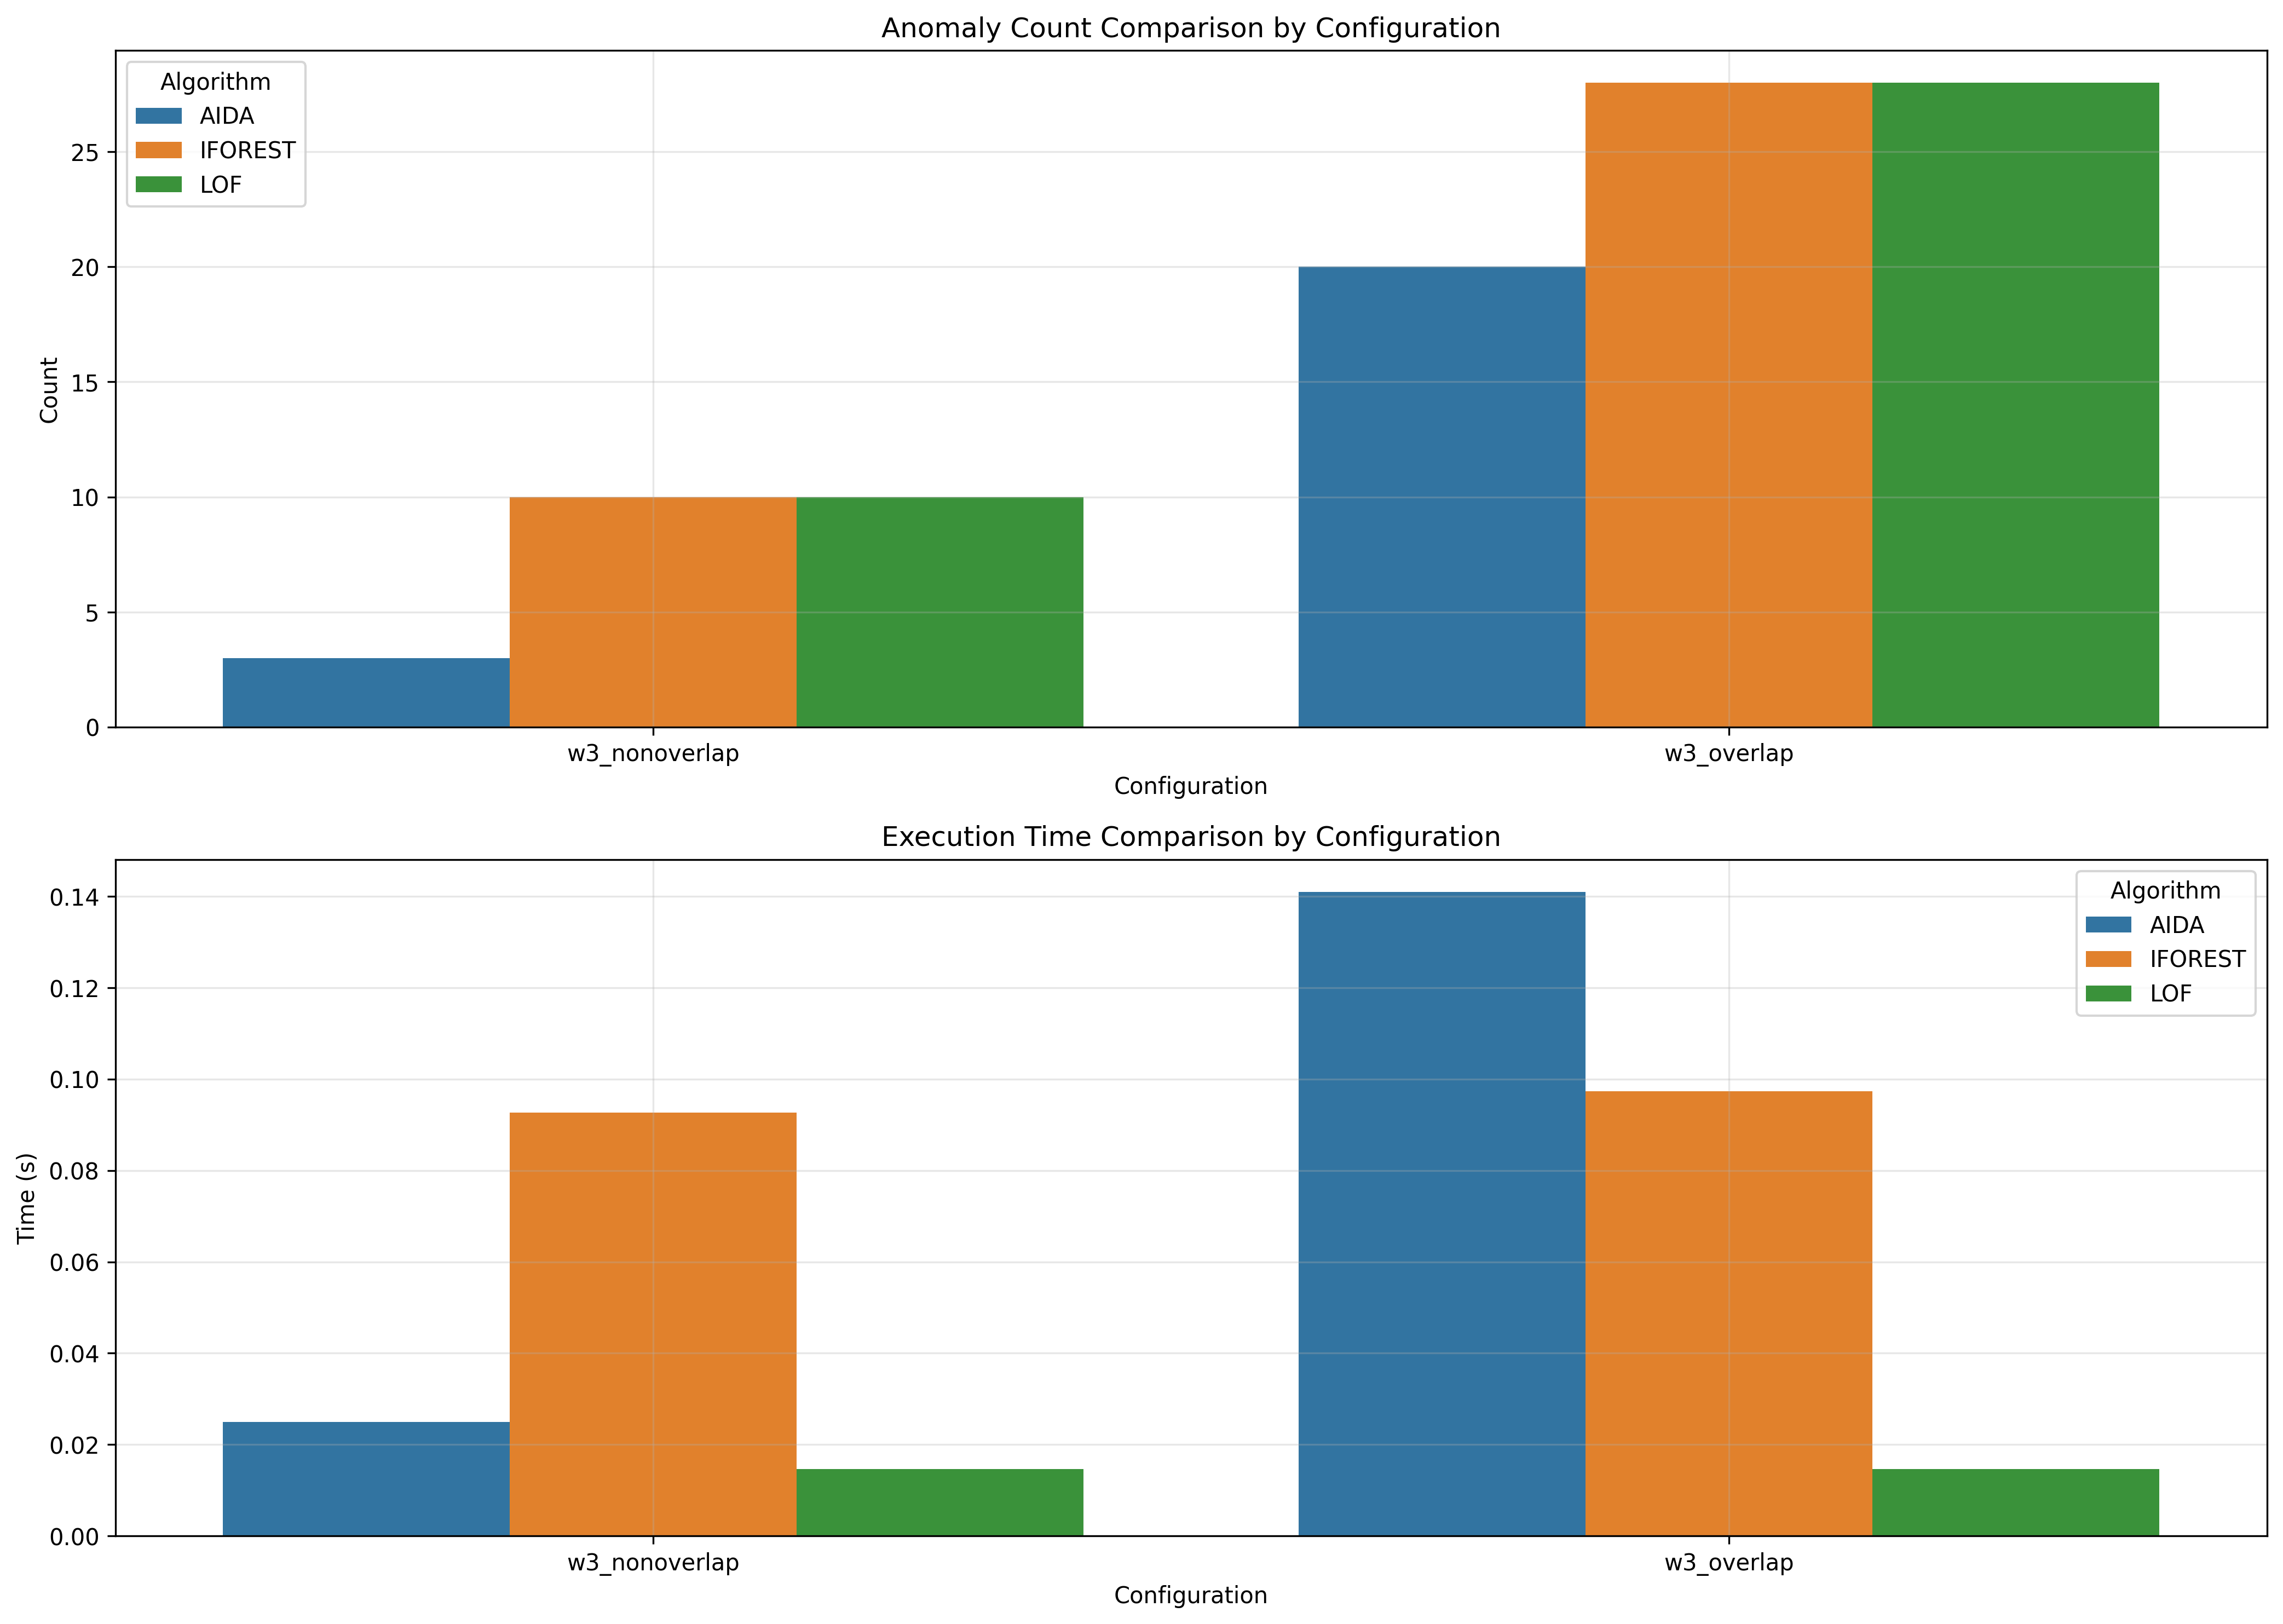 Anomaly Count Comparison by Configuration
Algorithm
AIDA
IFOREST
LOF
Count
25
20
15
10
5
0
w3_nonoverlap
w3_overlap
Configuration
Execution Time Comparison by Configuration
Algorithm
AIDA
IFOREST
LOF
Time (s)
0.14
0.12
0.10
0.08
0.06
0.04
0.02
0.00
w3_nonoverlap
w3_overlap
Configuration